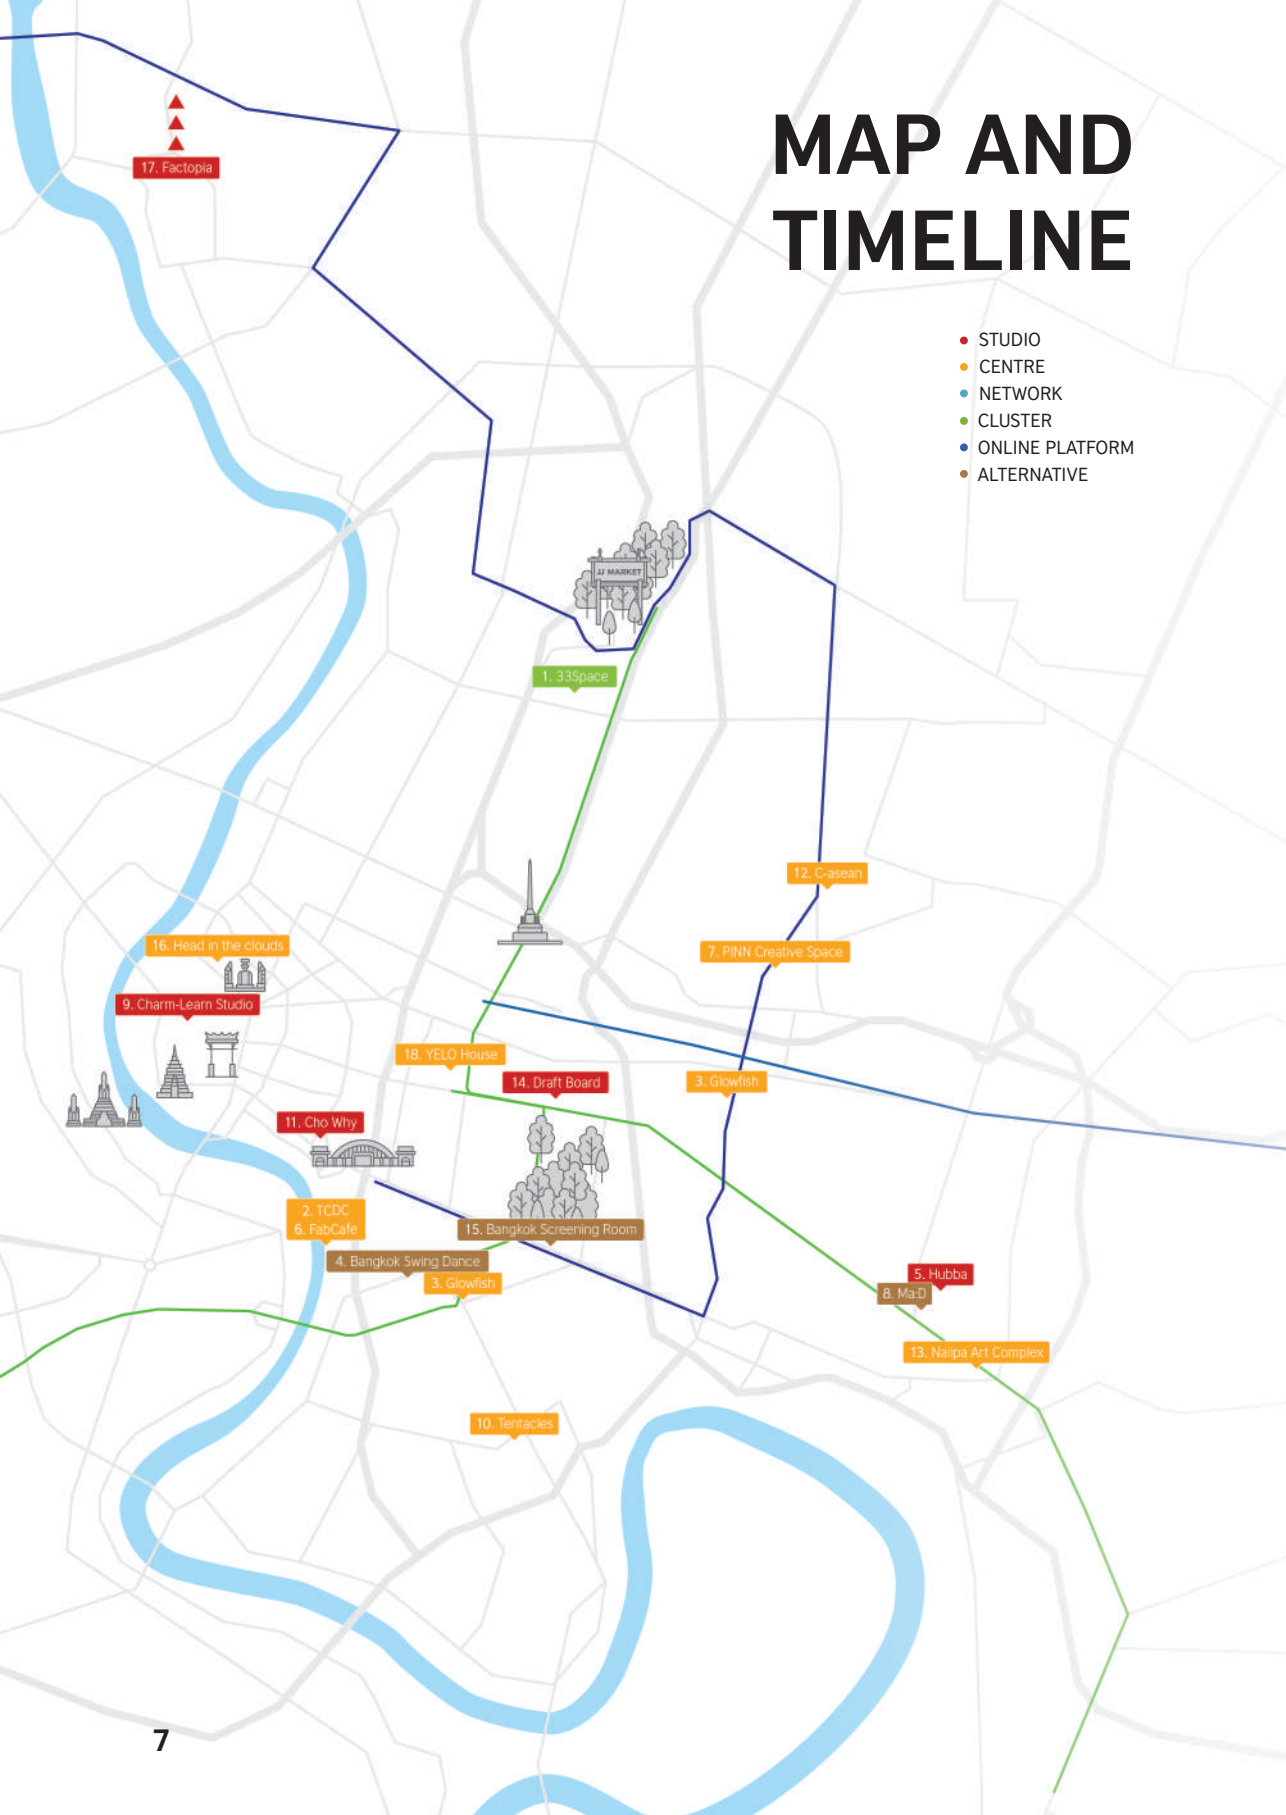 MAP AND
TIMELINE
STUDIO
CENTRE
NETWORK
CLUSTER
ONLINE PLATFORM
ALTERNATIVE
17. Factopia
JJ MARKET
1. 33Space
12. C-asean
16. Head in the clouds
7. PINN Creative Space
9. Charm-Learn Studio
18. YELO House
14. Draft Board
3. Glowfish
11. Cho Why
2. TCDC
6. FabCafe
15. Bangkok Screening Room
4. Bangkok Swing Dance
3. Glowfish
5. Hubba
8. Ma:D
13. Naiipa Art Complex
10. Tentacles
7